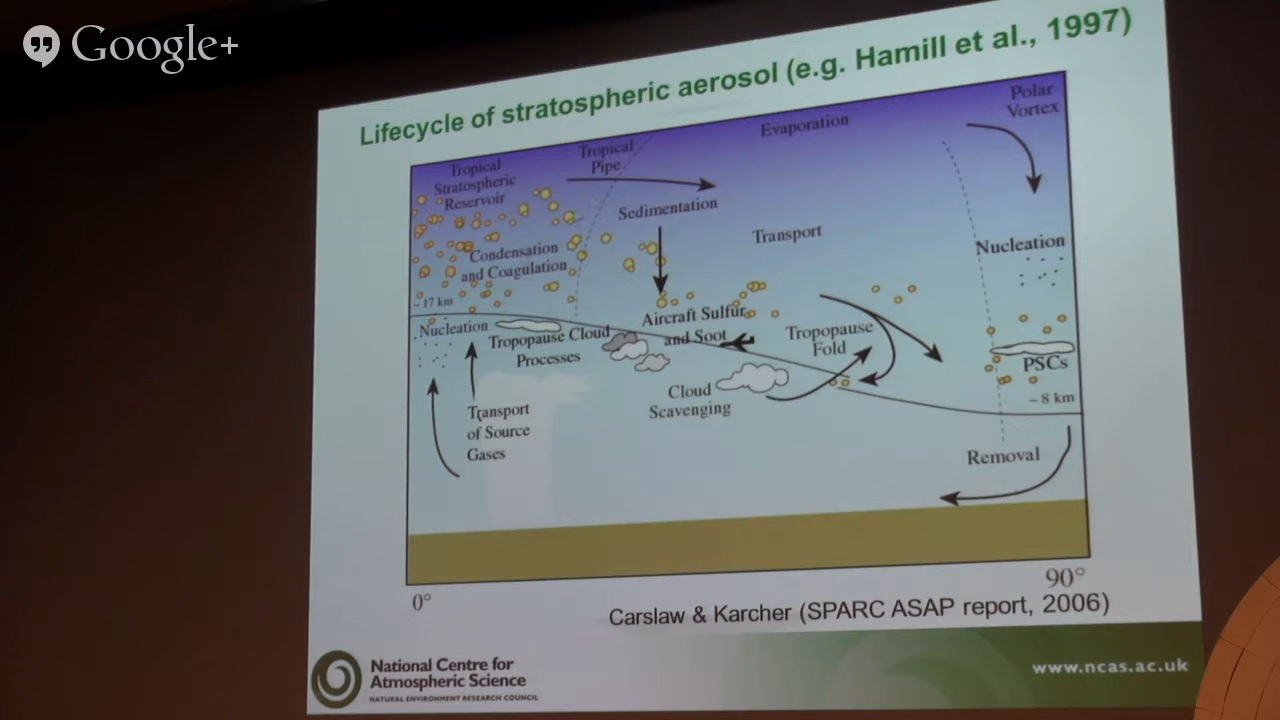 Google+
Lifecycle of stratospheric aerosol (e.g. Hamill et al., 1997)
Tropical
Stratospheric
Reservoir
Tropical
Pipe
Evaporation
Polar
Vortex
Sedimentation
Transport
Nucleation
Condensation
and Coagulation
~ 17 km
Nucleation
Tropopause Cloud
Processes
Aircraft Sulfur
and Soot
Tropopause
Fold
PSCs
~ 8 km
Cloud
Scavenging
Transport
of Source
Gases
Removal
0°
90°
Carslaw & Karcher (SPARC ASAP report, 2006)
National Centre for
Atmospheric Science
NATURAL ENVIRONMENT RESEARCH COUNCIL
www.ncas.ac.uk